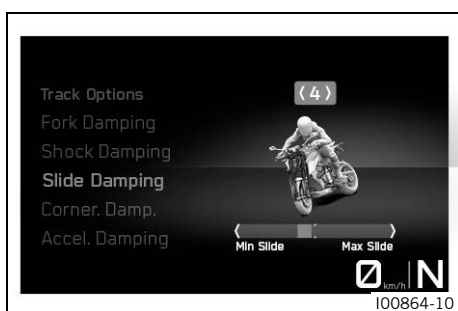 Track Options
⟨4⟩
Fork Damping
Shock Damping
Slide Damping
Corner. Damp.
Accel. Damping
Min Slide Max Slide
0 km/h N
I00864-10